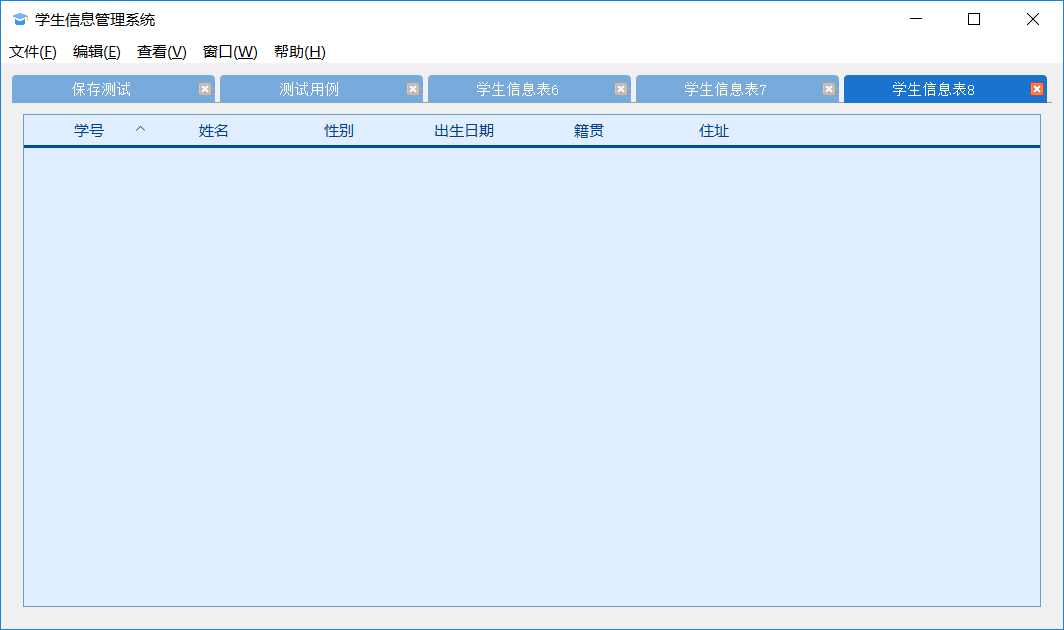 学生信息管理系统
文件(F) 编辑(E) 查看(V) 窗口(W) 帮助(H)
保存测试 测试用例 学生信息表6 学生信息表7 学生信息表8
学号 姓名 性别 出生日期 籍贯 住址